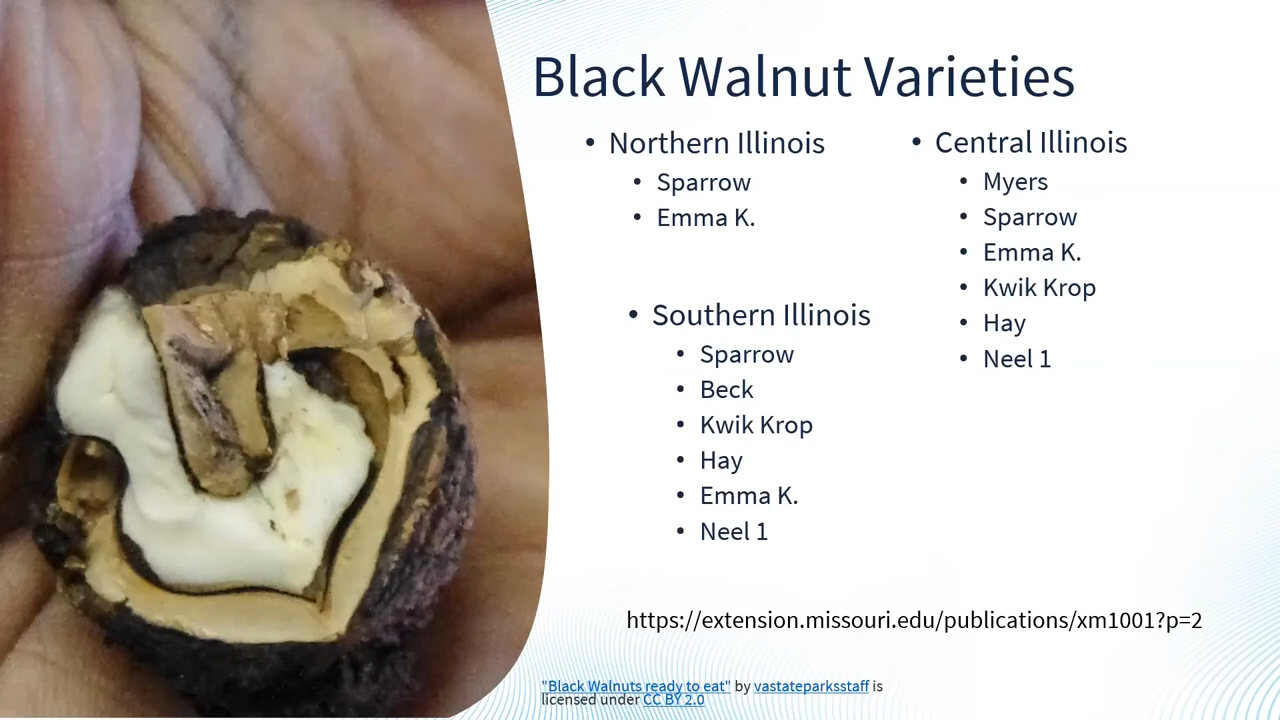 Black Walnut Varieties
• Northern Illinois
• Sparrow
• Emma K.
• Southern Illinois
• Sparrow
• Beck
• Kwik Krop
• Hay
• Emma K.
• Neel 1
• Central Illinois
• Myers
• Sparrow
• Emma K.
• Kwik Krop
• Hay
• Neel 1
https://extension.missouri.edu/publications/xm1001?p=2
"Black Walnuts ready to eat" by vastateparksstaff is
licensed under CC BY 2.0